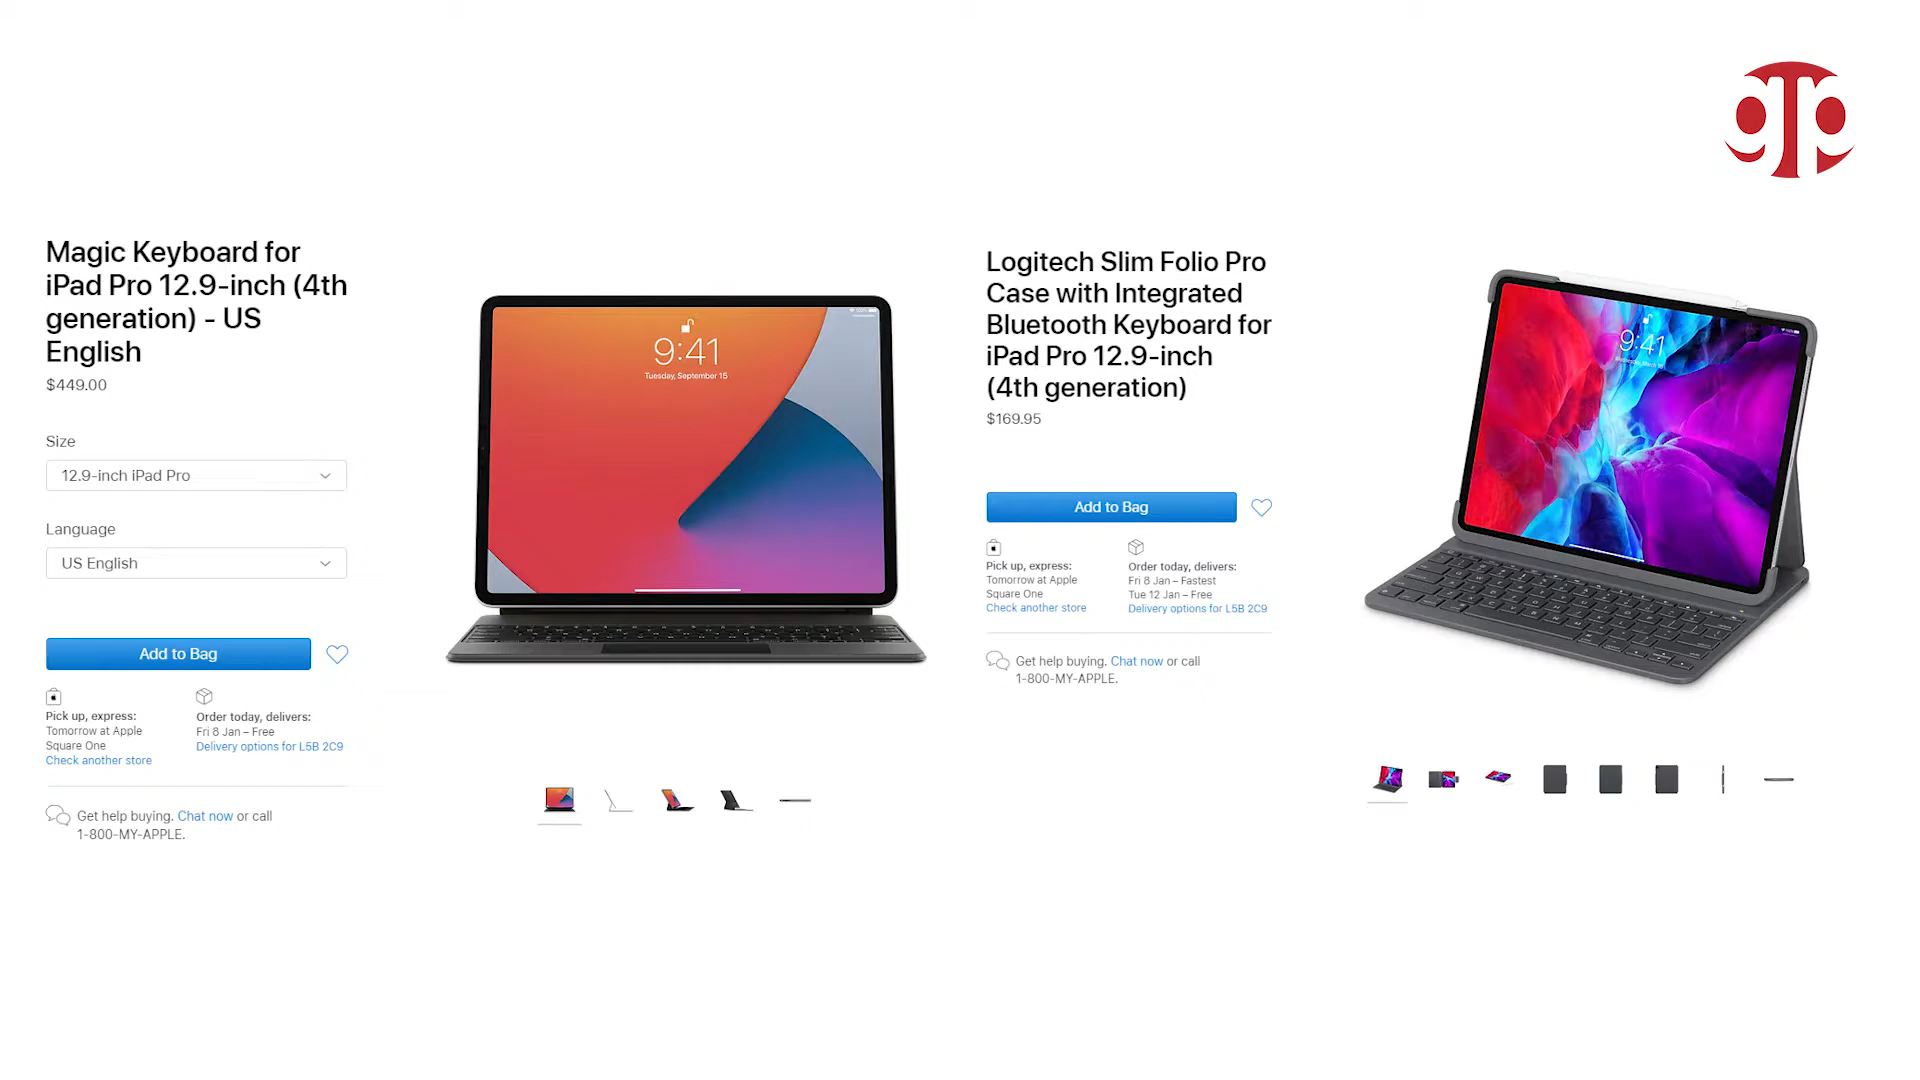 Magic Keyboard for
iPad Pro 12.9-inch (4th
generation) - US
English
$449.00
Size
12.9-inch iPad Pro
Language
US English
Add to Bag
Pick up, express:
Tomorrow at Apple
Square One
Check another store
Order today, delivers:
Fri 8 Jan – Free
Delivery options for L5B 2C9
Get help buying. Chat now or call
1-800-MY-APPLE.
9:41
Tuesday, September 15
Logitech Slim Folio Pro
Case with Integrated
Bluetooth Keyboard for
iPad Pro 12.9-inch
(4th generation)
$169.95
Add to Bag
Pick up, express:
Tomorrow at Apple
Square One
Check another store
Order today, delivers:
Fri 8 Jan – Fastest
Tue 12 Jan – Free
Delivery options for L5B 2C9
Get help buying. Chat now or call
1-800-MY-APPLE.
9:41
gTg